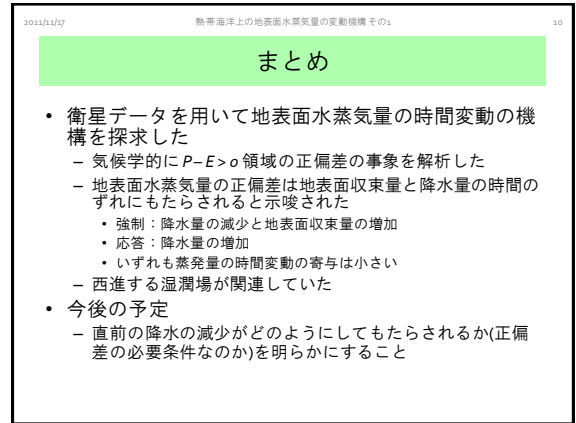 2011/11/17 熱帯海洋上の地表面水蒸気量の変動機構 その1 10
まとめ
• 衛星データを用いて地表面水蒸気量の時間変動の機
構を探求した
– 気候学的に P – E > 0 領域の正偏差の事象を解析した
– 地表面水蒸気量の正偏差は地表面収束量と降水量の時間の
ずれにもたらされると示唆された
• 強制：降水量の減少と地表面収束量の増加
• 応答：降水量の増加
• いずれも蒸発量の時間変動の寄与は小さい
– 西進する湿潤場が関連していた
• 今後の予定
– 直前の降水の減少がどのようにしてもたらされるか(正偏
差の必要条件なのか)を明らかにすること